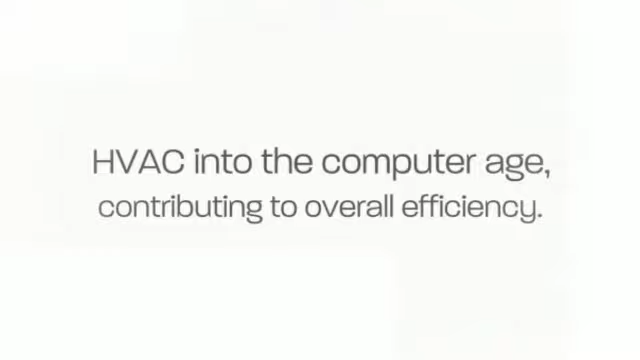 HVAC into the computer age,
contributing to overall efficiency.